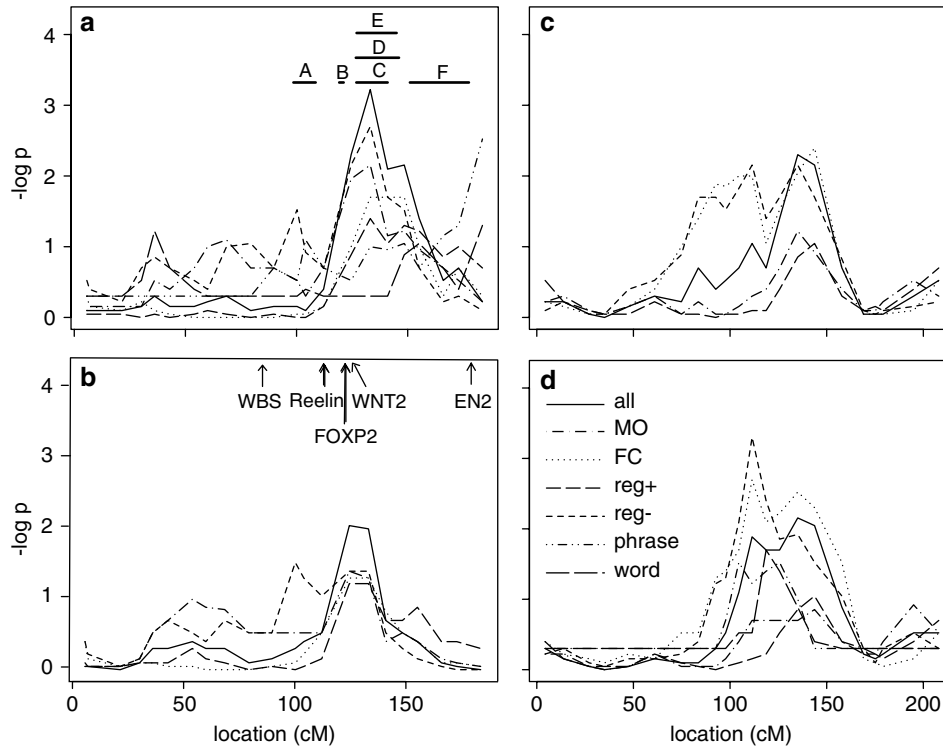 a
E
D
A B C F
4
3
2
1
0
-log p
c
b
4
3
2
1
0
-log p
WBS Reelin WNT2 EN2
FOXP2
0 50 100 150
location (cM)
d
all
MO
FC
reg+
reg-
phrase
word
0 50 100 150 200
location (cM)